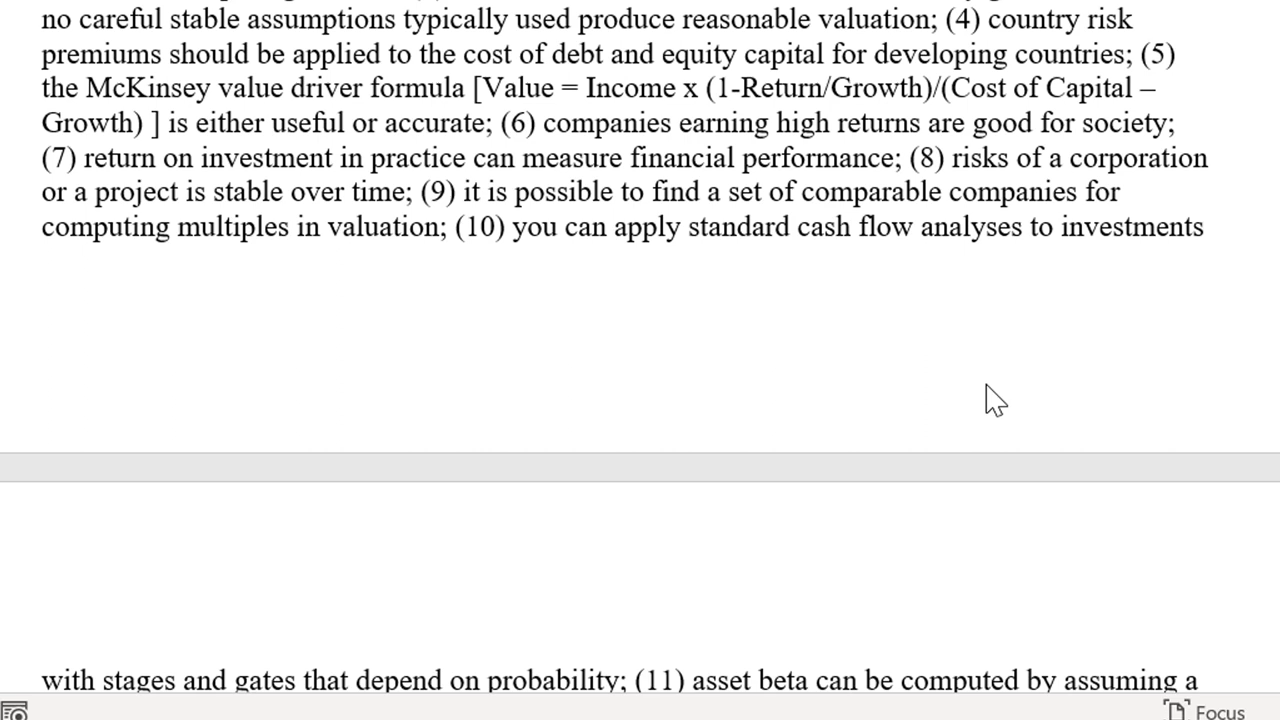 no careful stable assumptions typically used produce reasonable valuation; (4) country risk
premiums should be applied to the cost of debt and equity capital for developing countries; (5)
the McKinsey value driver formula [Value = Income x (1-Return/Growth)/(Cost of Capital –
Growth) ] is either useful or accurate; (6) companies earning high returns are good for society;
(7) return on investment in practice can measure financial performance; (8) risks of a corporation
or a project is stable over time; (9) it is possible to find a set of comparable companies for
computing multiples in valuation; (10) you can apply standard cash flow analyses to investments
with stages and gates that depend on probability; (11) asset beta can be computed by assuming a
Focus